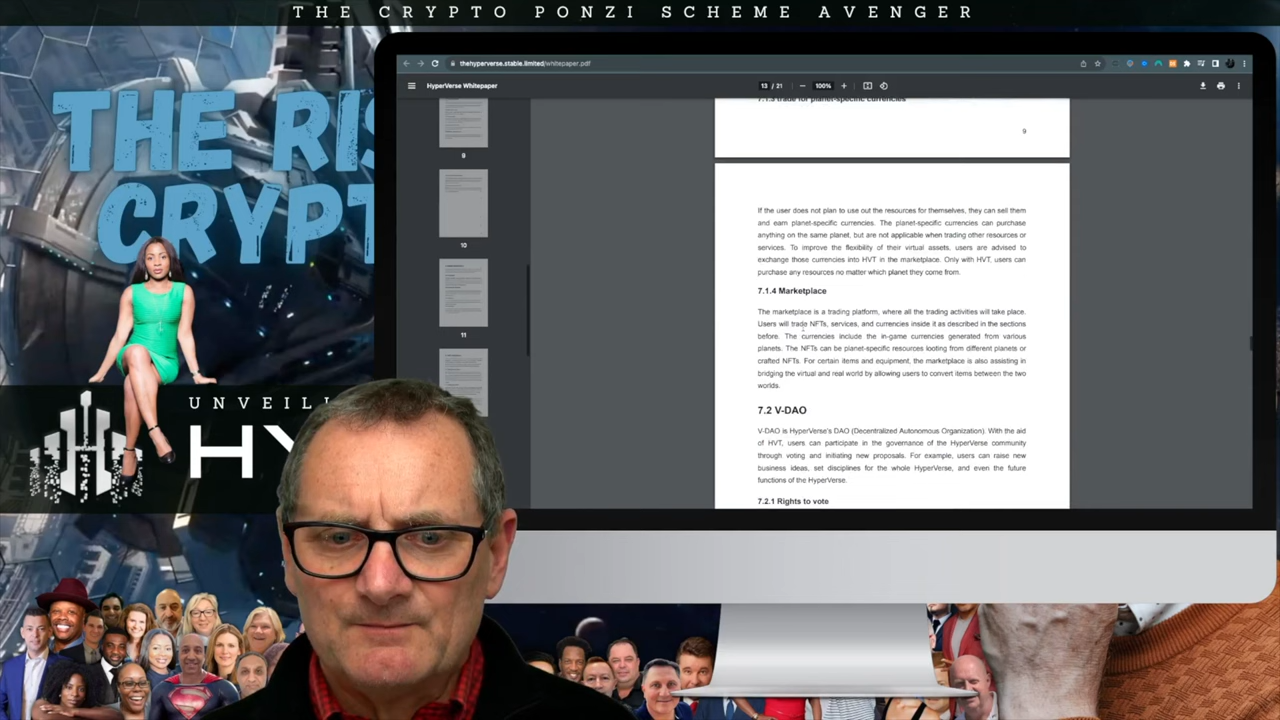 THE CRYPTO PONZI SCHEME AVENGER
thehyperverse.stable.limited/whitepaper.pdf
HyperVerse Whitepaper
13 / 21
100%
THE RIS
CRYPT
7.1.3 trade for planet-specific currencies
9
9
10
11
If the user does not plan to use out the resources for themselves, they can sell them
and earn planet-specific currencies. The planet-specific currencies can purchase
anything on the same planet, but are not applicable when trading other resources or
services. To improve the flexibility of their virtual assets, users are advised to
exchange those currencies into HVT in the marketplace. Only with HVT, users can
purchase any resources no matter which planet they come from.
7.1.4 Marketplace
The marketplace is a trading platform, where all the trading activities will take place.
Users will trade NFTs, services, and currencies inside it as described in the sections
before. The currencies include the in-game currencies generated from various
planets. The NFTs can be planet-specific resources looting from different planets or
crafted NFTs. For certain items and equipment, the marketplace is also assisting in
bridging the virtual and real world by allowing users to convert items between the two
worlds.
7.2 V-DAO
V-DAO is HyperVerse's DAO (Decentralized Autonomous Organization). With the aid
of HVT, users can participate in the governance of the HyperVerse community
through voting and initiating new proposals. For example, users can raise new
business ideas, set disciplines for the whole HyperVerse, and even the future
functions of the HyperVerse.
7.2.1 Rights to vote
UNVEILI
HY